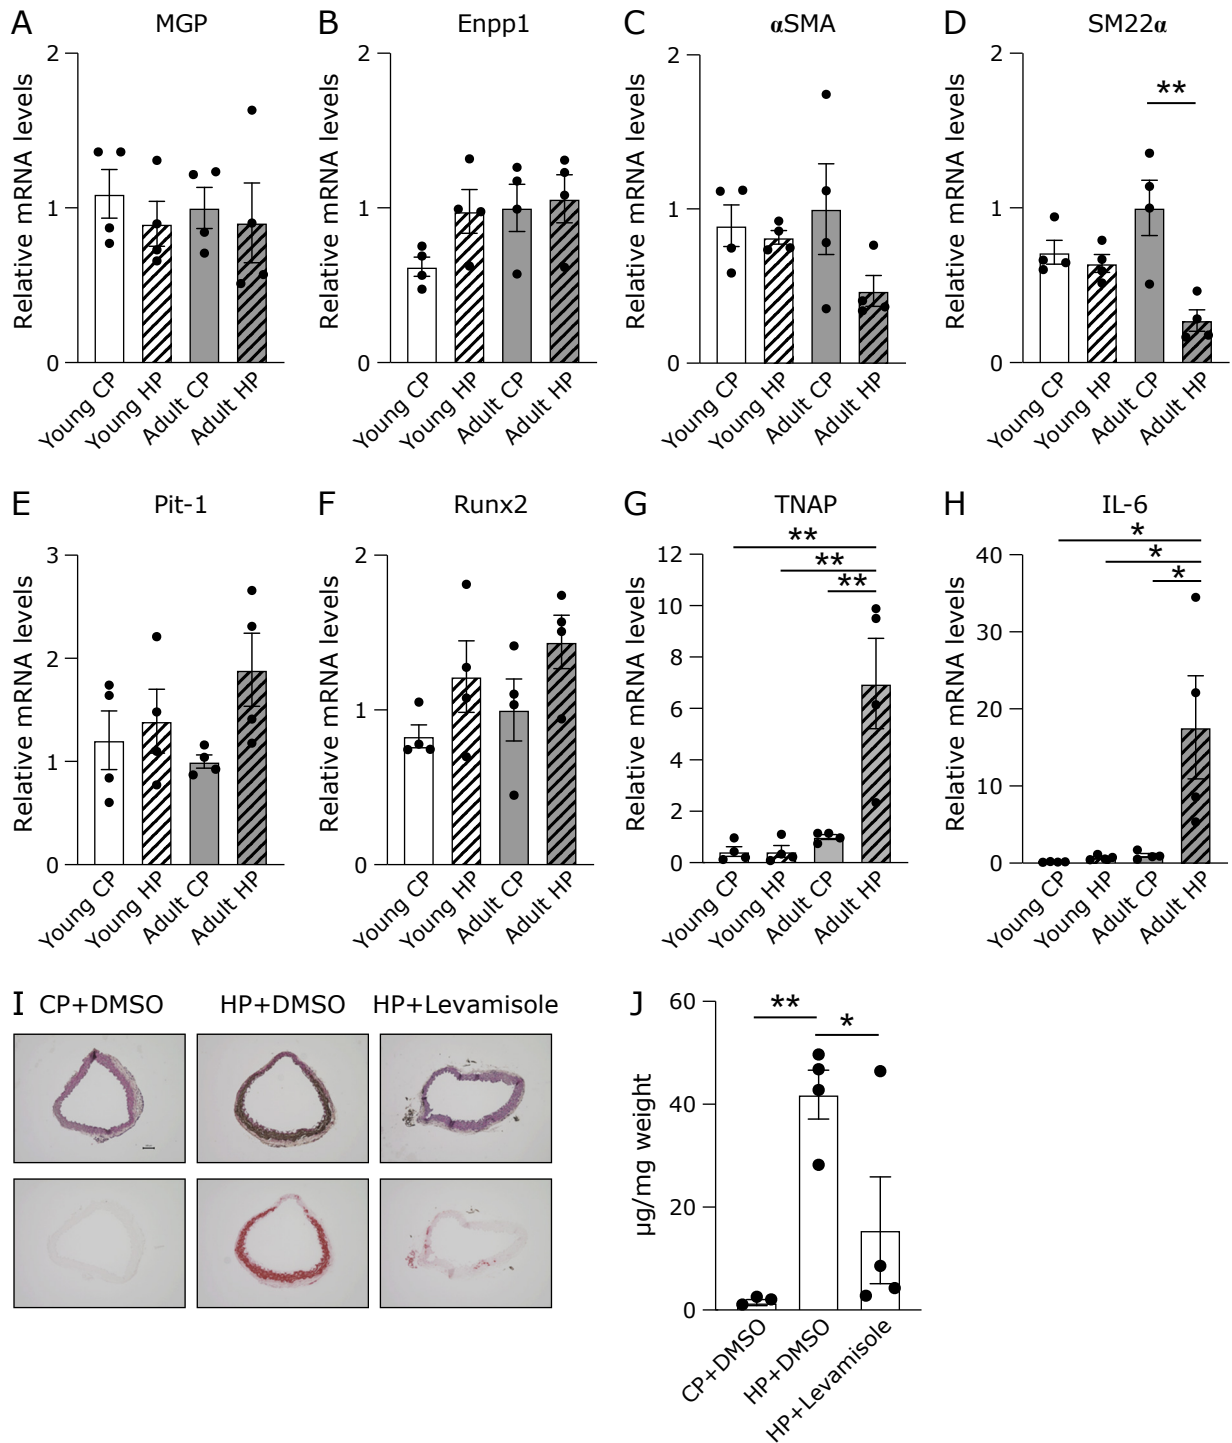 A MGP
Relative mRNA levels
2
1
0
Young CP
Young HP
Adult CP
Adult HP
B Enpp1
Relative mRNA levels
2
1
0
Young CP
Young HP
Adult CP
Adult HP
C αSMA
Relative mRNA levels
2
1
0
Young CP
Young HP
Adult CP
Adult HP
D SM22α
Relative mRNA levels
2
1
0
**
Young CP
Young HP
Adult CP
Adult HP
E Pit-1
Relative mRNA levels
3
2
1
0
Young CP
Young HP
Adult CP
Adult HP
F Runx2
Relative mRNA levels
2
1
0
Young CP
Young HP
Adult CP
Adult HP
G TNAP
Relative mRNA levels
12
10
8
6
4
2
0
**
**
**
Young CP
Young HP
Adult CP
Adult HP
H IL-6
Relative mRNA levels
40
30
20
10
0
*
*
*
Young CP
Young HP
Adult CP
Adult HP
I CP+DMSO HP+DMSO HP+Levamisole
J
µg/mg weight
60
40
20
0
**
*
CP+DMSO
HP+DMSO
HP+Levamisole